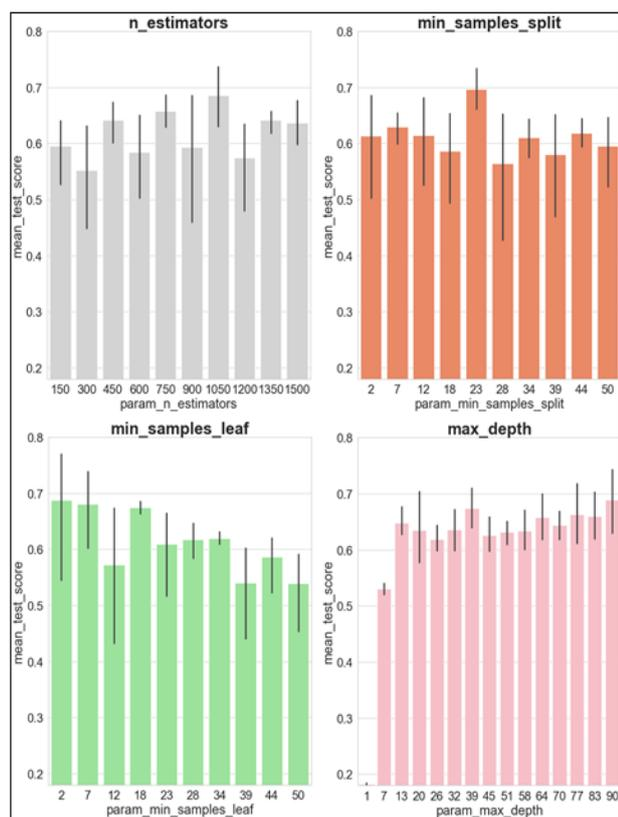 n_estimators
mean_test_score
0.8
0.7
0.6
0.5
0.4
0.3
0.2
150 300 450 600 750 900 1050 1200 1350 1500
param_n_estimators
min_samples_split
mean_test_score
0.8
0.7
0.6
0.5
0.4
0.3
0.2
2 7 12 18 23 28 34 39 44 50
param_min_samples_split
min_samples_leaf
mean_test_score
0.8
0.7
0.6
0.5
0.4
0.3
0.2
2 7 12 18 23 28 34 39 44 50
param_min_samples_leaf
max_depth
mean_test_score
0.8
0.7
0.6
0.5
0.4
0.3
0.2
1 7 13 20 26 32 39 45 51 58 64 70 77 83 90
param_max_depth